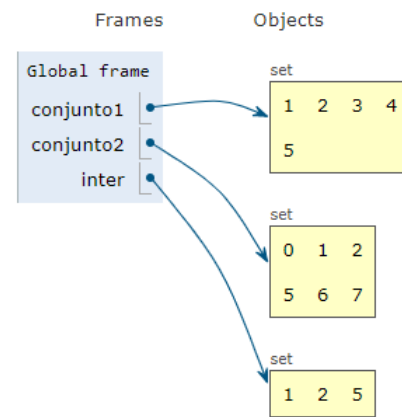 Frames Objects
Global frame
conjunto1
conjunto2
inter
set
1 2 3 4
5
set
0 1 2
5 6 7
set
1 2 5